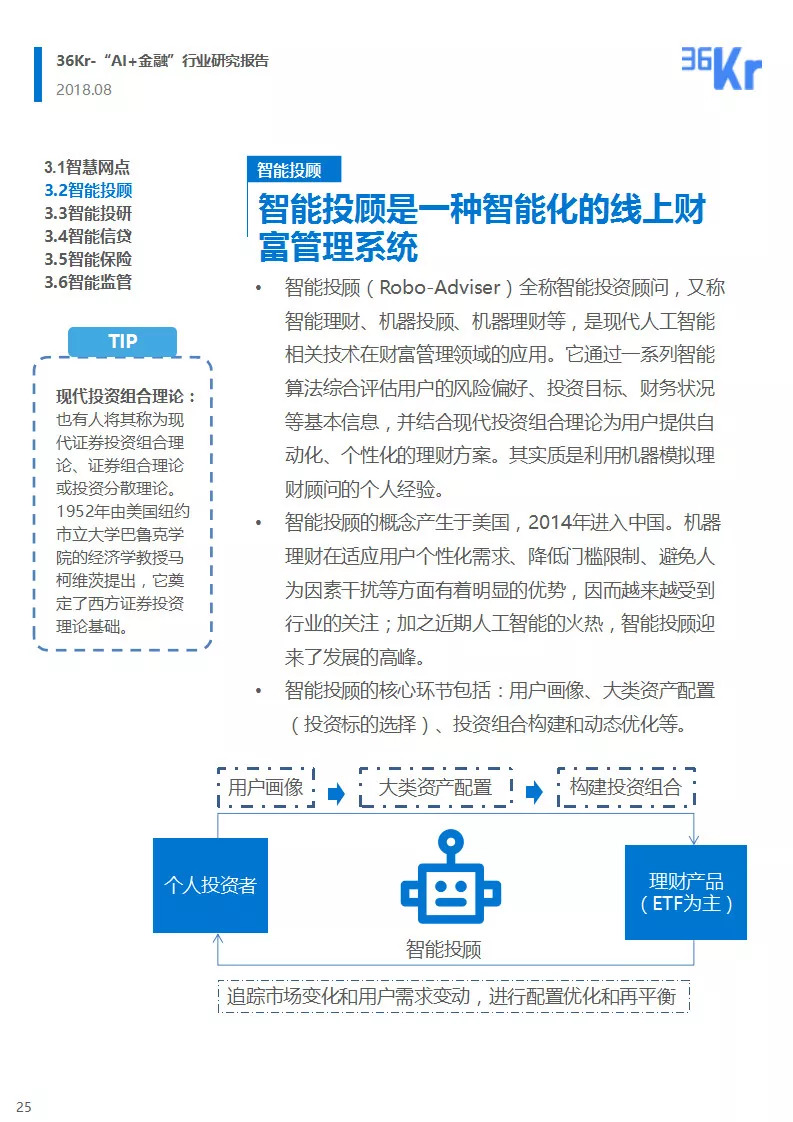 36Kr-“AI+金融”行业研究报告
2018.08
36Kr
3.1智慧网点
3.2智能投顾
3.3智能投研
3.4智能信贷
3.5智能保险
3.6智能监管
TIP
现代投资组合理论：
也有人将其称为现
代证券投资组合理
论、证券组合理论
或投资分散理论。
1952年由美国纽约
市立大学巴鲁克学
院的经济学教授马
柯维茨提出，它奠
定了西方证券投资
理论基础。
智能投顾
智能投顾是一种智能化的线上财
富管理系统
• 智能投顾（Robo-Adviser）全称智能投资顾问，又称
智能理财、机器投顾、机器理财等，是现代人工智能
相关技术在财富管理领域的应用。它通过一系列智能
算法综合评估用户的风险偏好、投资目标、财务状况
等基本信息，并结合现代投资组合理论为用户提供自
动化、个性化的理财方案。其实质是利用机器模拟理
财顾问的个人经验。
• 智能投顾的概念产生于美国，2014年进入中国。机器
理财在适应用户个性化需求、降低门槛限制、避免人
为因素干扰等方面有着明显的优势，因而越来越受到
行业的关注；加之近期人工智能的火热，智能投顾迎
来了发展的高峰。
• 智能投顾的核心环节包括：用户画像、大类资产配置
（投资标的选择）、投资组合构建和动态优化等。
用户画像
大类资产配置
构建投资组合
个人投资者
智能投顾
理财产品
（ETF为主）
追踪市场变化和用户需求变动，进行配置优化和再平衡
25